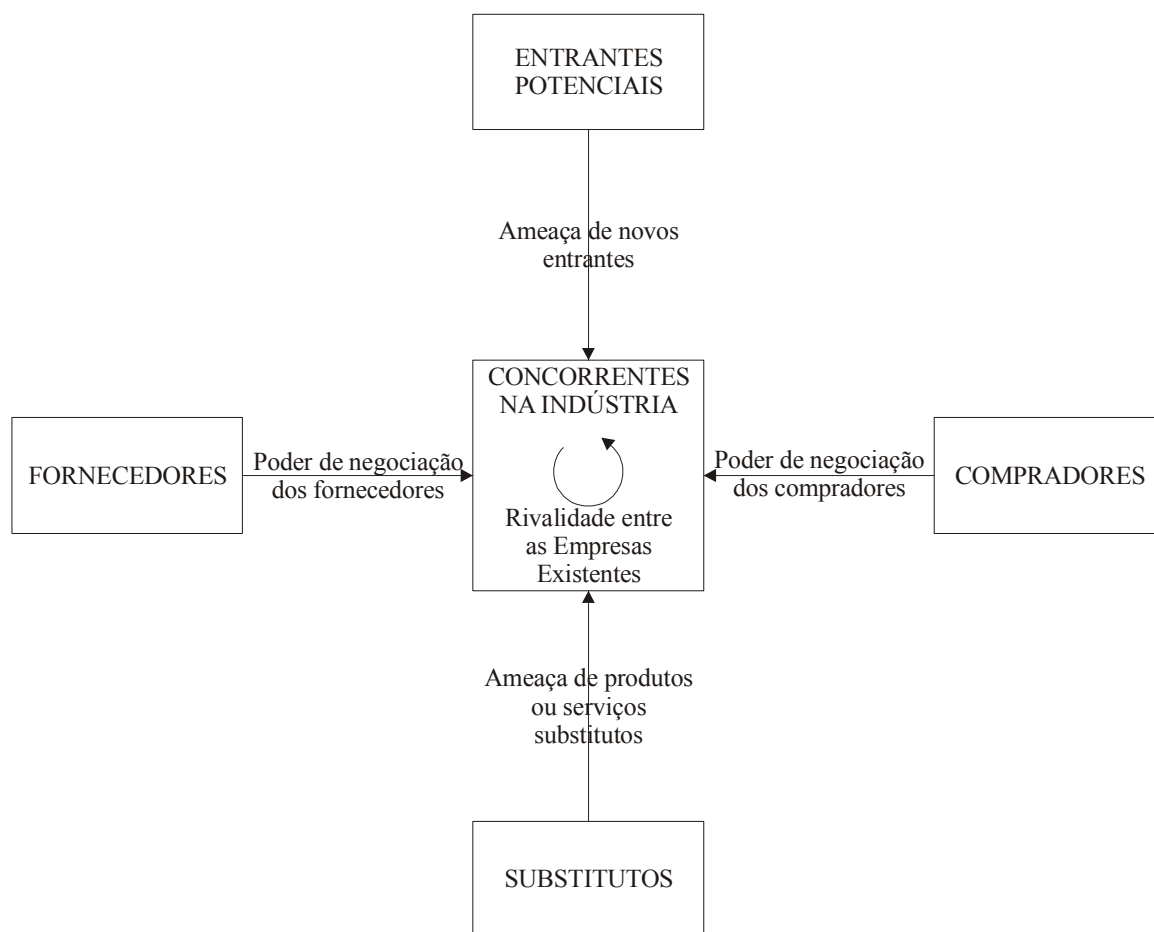 ENTRANTES
POTENCIAIS
Ameaça de novos
entrantes
CONCORRENTES
NA INDÚSTRIA
FORNECEDORES
Poder de negociação
dos fornecedores
Poder de negociação
dos compradores
COMPRADORES
Rivalidade entre
as Empresas
Existentes
Ameaça de produtos
ou serviços
substitutos
SUBSTITUTOS